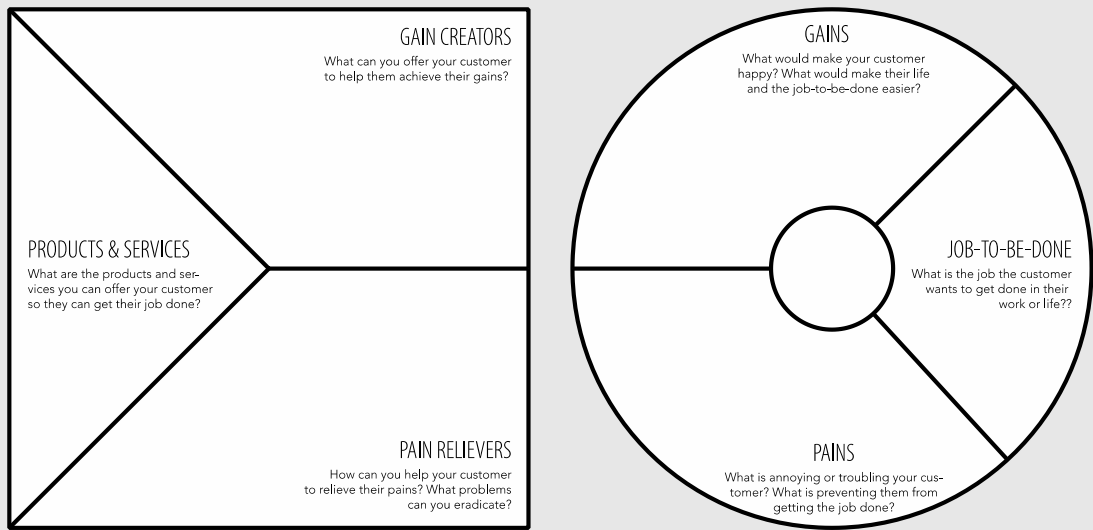 GAIN CREATORS
What can you offer your customer
to help them achieve their gains?
PRODUCTS & SERVICES
What are the products and ser-
vices you can offer your customer
so they can get their job done?
PAIN RELIEVERS
How can you help your customer
to relieve their pains? What problems
can you eradicate?
GAINS
What would make your customer
happy? What would make their life
and the job-to-be-done easier?
JOB-TO-BE-DONE
What is the job the customer
wants to get done in their
work or life??
PAINS
What is annoying or troubling your cus-
tomer? What is preventing them from
getting the job done?